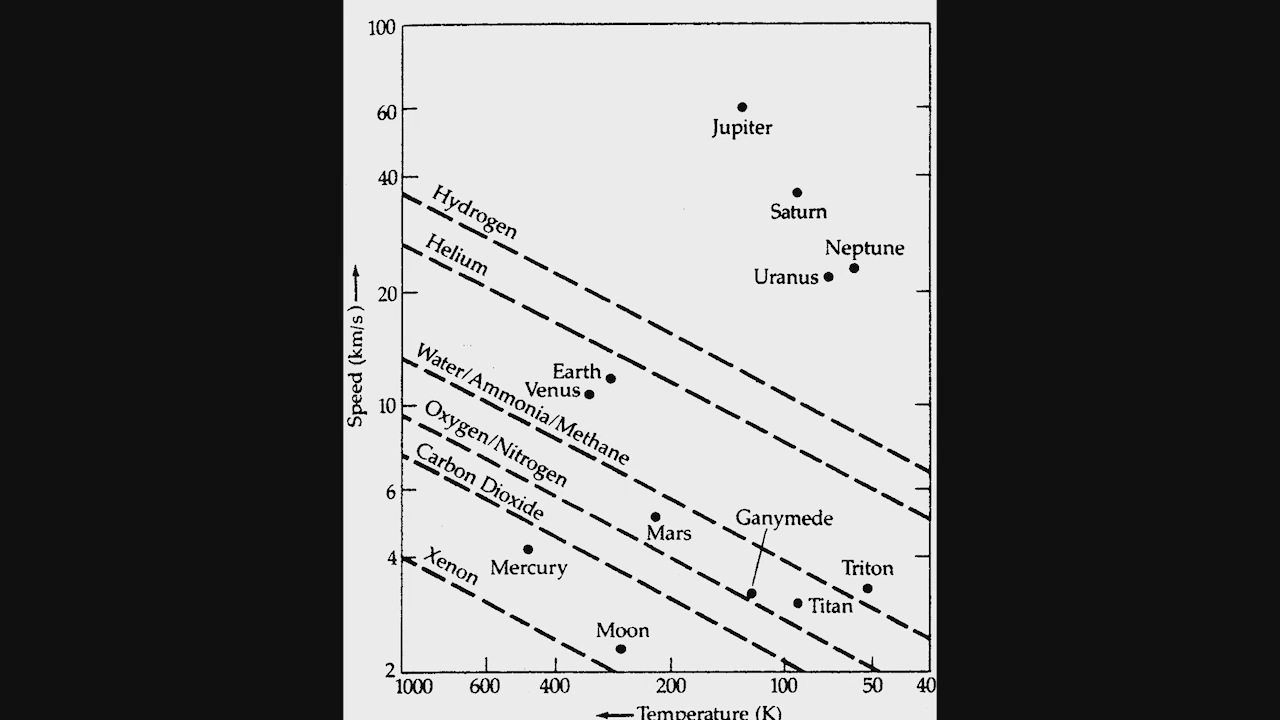 100
60
Jupiter
40
Hydrogen
Saturn
Helium
Neptune
Uranus
20
Speed (km/s)
Water/Ammonia/Methane
Earth
Venus
10
Oxygen/Nitrogen
Carbon Dioxide
6
Ganymede
Mars
4
Xenon
Mercury
Triton
Titan
Moon
2
1000 600 400 200 100 50 40
Temperature (K)